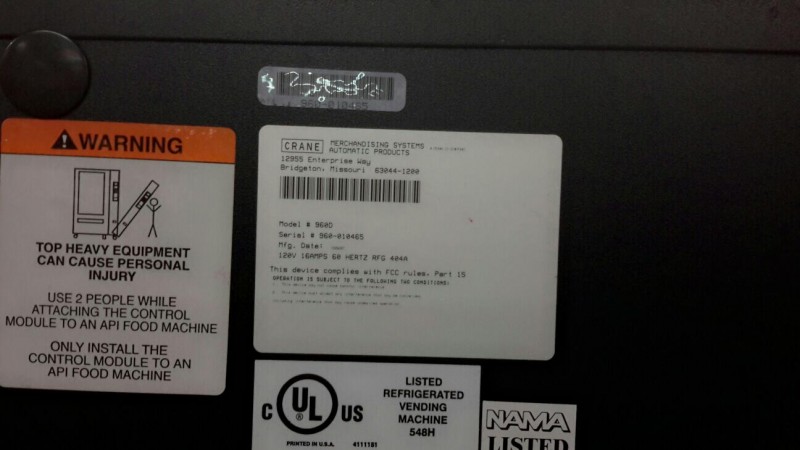 960-010465
WARNING
TOP HEAVY EQUIPMENT
CAN CAUSE PERSONAL
INJURY
USE 2 PEOPLE WHILE
ATTACHING THE CONTROL
MODULE TO AN API FOOD MACHINE
ONLY INSTALL THE
CONTROL MODULE TO AN
API FOOD MACHINE
CRANE MERCHANDISING SYSTEMS
AUTOMATIC PRODUCTS
12955 Enterprise Way
Bridgeton, Missouri 63044-1200
Model # 960D
Serial # 960-010465
Mfg. Date:
120V 16AMPS 60 HERTZ RFG 404A
This device complies with FCC rules, Part 15
OPERATION IS SUBJECT TO THE FOLLOWING TWO CONDITIONS:
C UL ® US
LISTED
REFRIGERATED
VENDING
MACHINE
548H
PRINTED IN U.S.A. 4111181
NAMA
LISTED